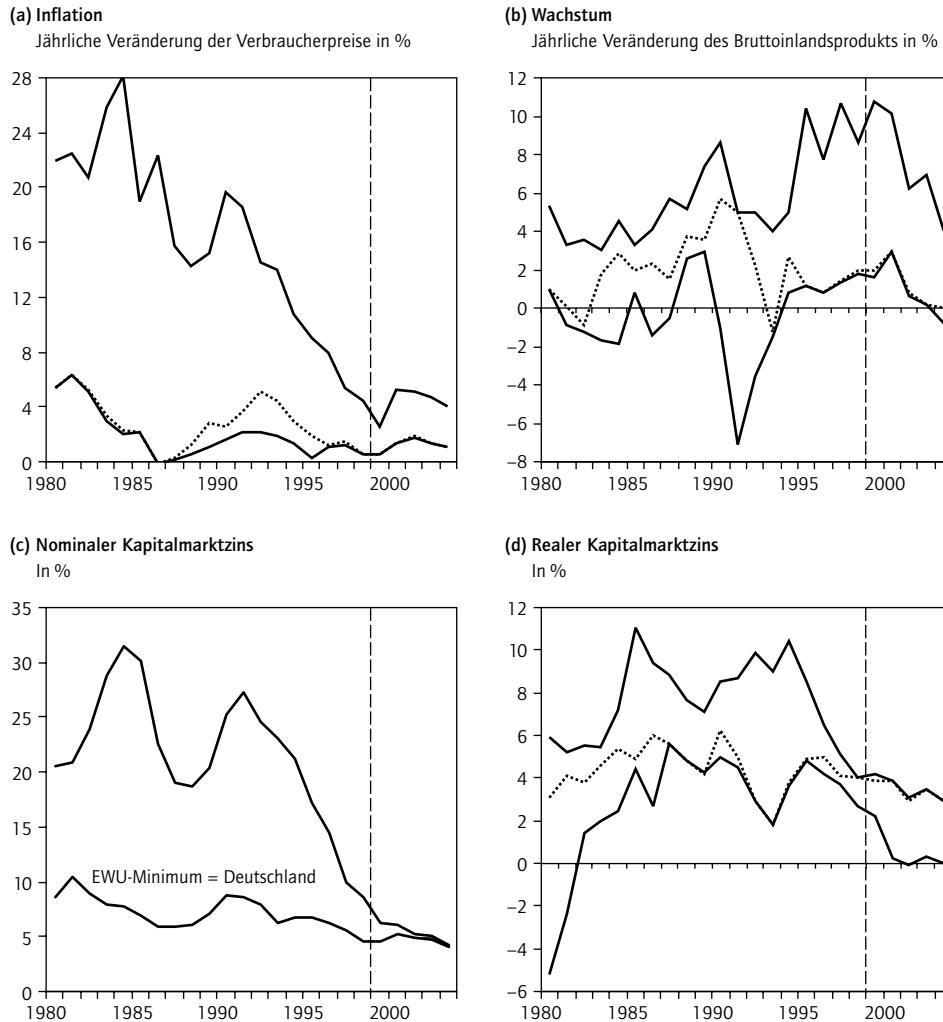 (a) Inflation
Jährliche Veränderung der Verbraucherpreise in %
28
24
20
16
12
8
4
0
1980 1985 1990 1995 2000
(b) Wachstum
Jährliche Veränderung des Bruttoinlandsprodukts in %
12
10
8
6
4
2
0
−2
−4
−6
−8
1980 1985 1990 1995 2000
(c) Nominaler Kapitalmarktzins
In %
35
30
25
20
15
10
5
0
EWU-Minimum = Deutschland
1980 1985 1990 1995 2000
(d) Realer Kapitalmarktzins
In %
12
10
8
6
4
2
0
−2
−4
−6
1980 1985 1990 1995 2000